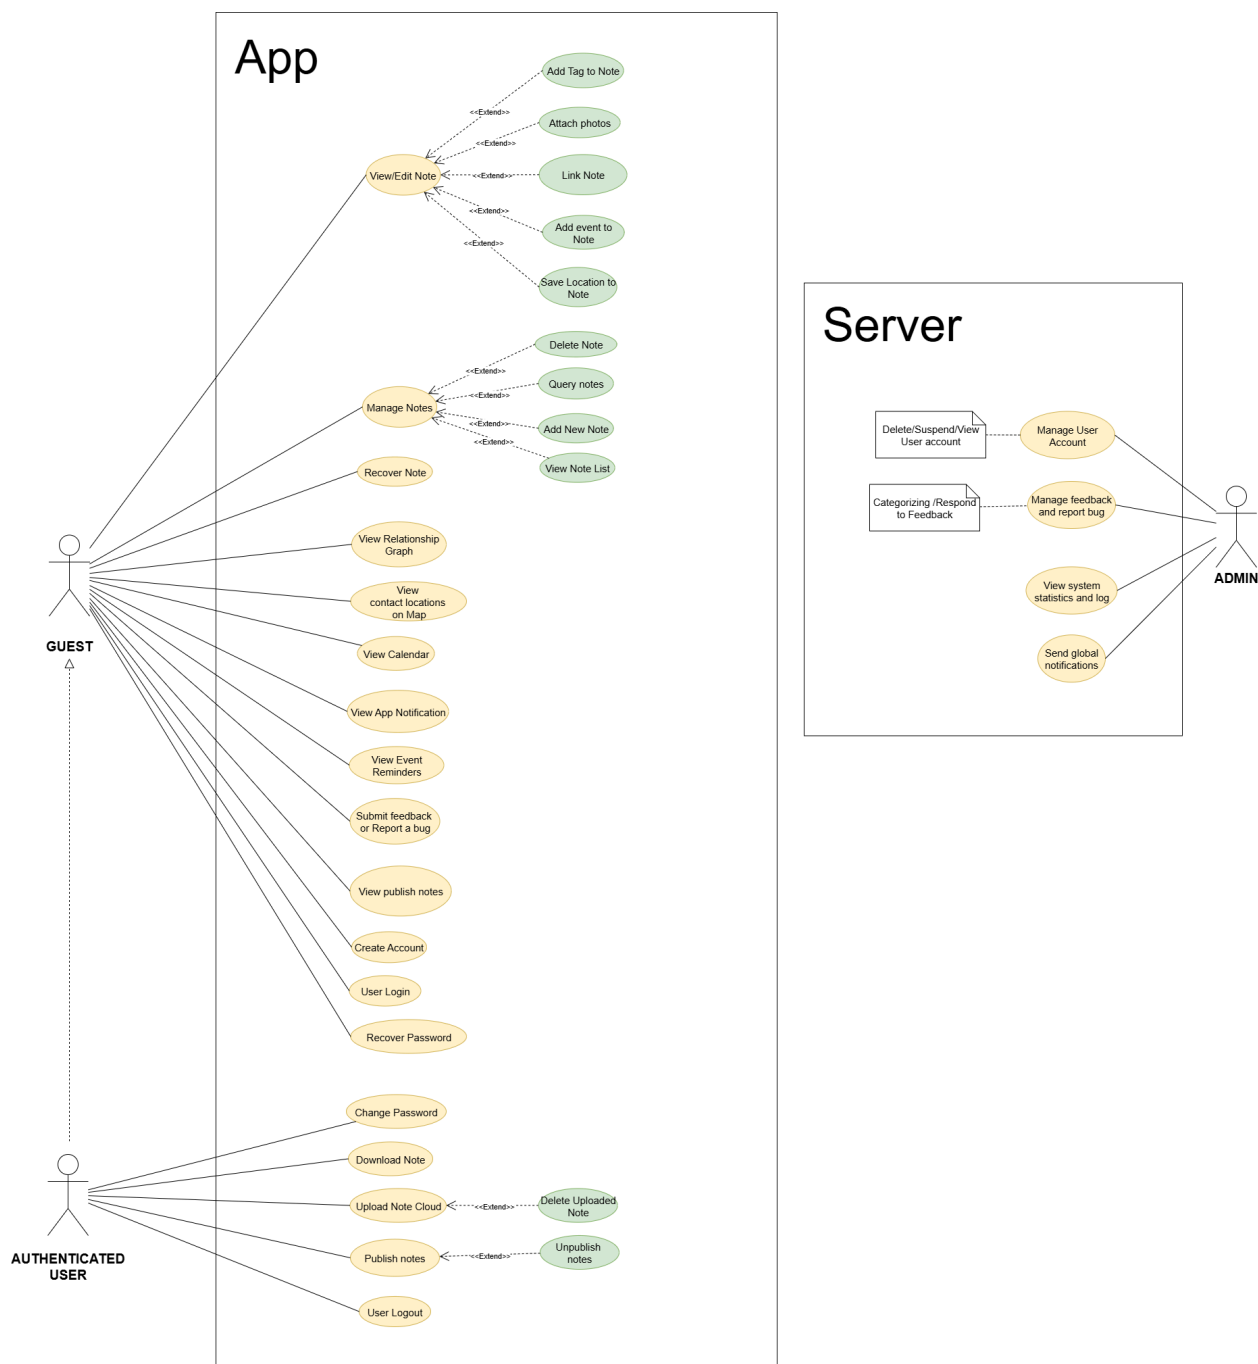 App
Add Tag to Note
<<Extend>>
Attach photos
<<Extend>>
View/Edit Note
<<Extend>>
Link Note
<<Extend>>
Add event to
Note
<<Extend>>
Save Location to
Note
Delete Note
<<Extend>>
Query notes
<<Extend>>
Manage Notes
<<Extend>>
Add New Note
<<Extend>>
View Note List
Recover Note
View Relationship
Graph
View
contact locations
on Map
View Calendar
GUEST
View App Notification
View Event
Reminders
Submit feedback
or Report a bug
View publish notes
Create Account
User Login
Recover Password
Change Password
Download Note
Upload Note Cloud
<<Extend>>
Delete Uploaded
Note
Publish notes
<<Extend>>
Unpublish
notes
User Logout
AUTHENTICATED
USER
Server
Delete/Suspend/View
User account
Manage User
Account
Categorizing /Respond
to Feedback
Manage feedback
and report bug
View system
statistics and log
Send global
notifications
ADMIN